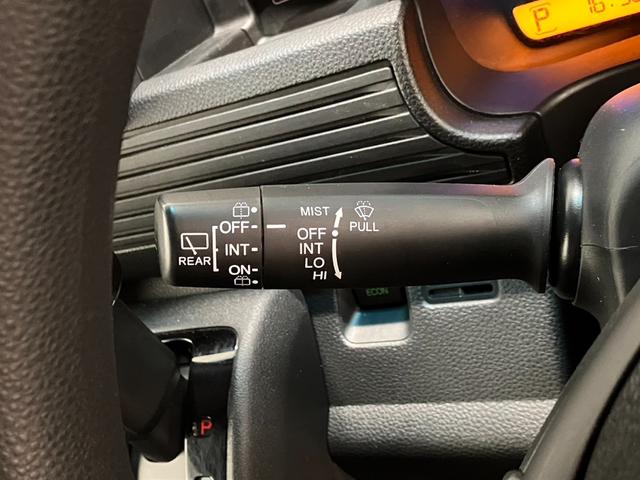 P
MIST
PULL
OFF
OFF
INT
INT
REAR
LO
ON
HI
ECON
P